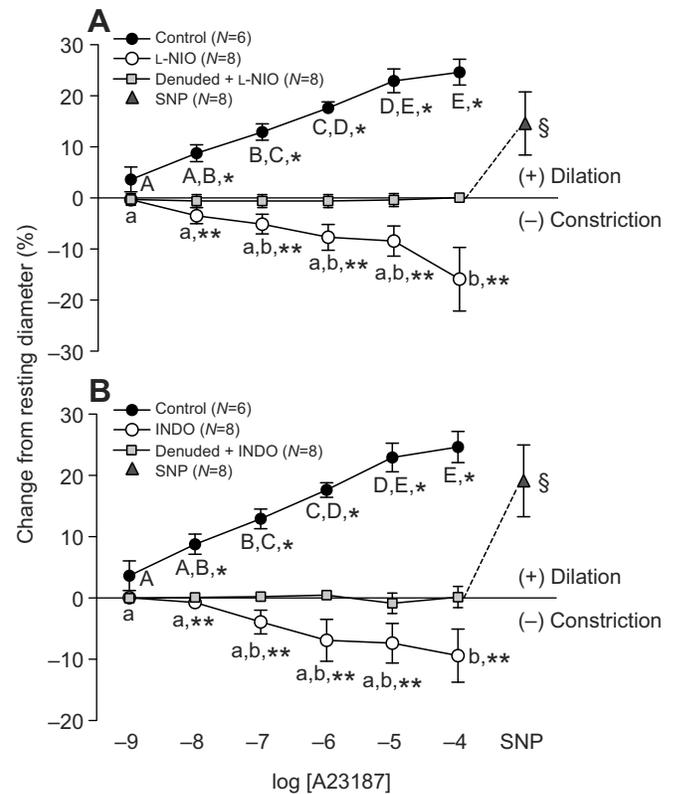 A
30
20
10
0
–10
–20
–30
Control (N=6)
L-NIO (N=8)
Denuded + L-NIO (N=8)
SNP (N=8)
A
A,B,*
B,C,*
C,D,*
D,E,*
E,*
§
(+) Dilation
(–) Constriction
a
a,**
a,b,**
a,b,**
a,b,**
b,**
Change from resting diameter (%)
B
30
20
10
0
–10
–20
Control (N=6)
INDO (N=8)
Denuded + INDO (N=8)
SNP (N=8)
A
A,B,*
B,C,*
C,D,*
D,E,*
E,*
§
(+) Dilation
(–) Constriction
a
a,**
a,b,**
a,b,**
a,b,**
b,**
–9 –8 –7 –6 –5 –4 SNP
log [A23187]